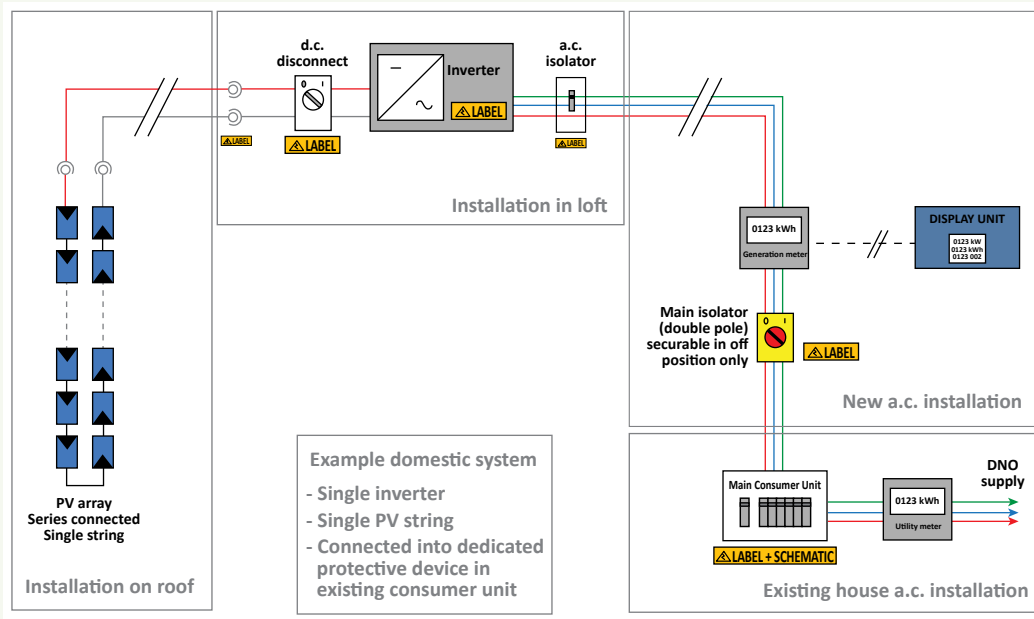 d.c.
disconnect
0 I
Inverter
LABEL
a.c.
isolator
LABEL
LABEL
LABEL
Installation in loft
PV array
Series connected
Single string
Installation on roof
0123 kWh
Generation meter
DISPLAY UNIT
0123 kW
0123 kWh
0123 002
Main isolator
(double pole)
securable in off
position only
0 I
LABEL
New a.c. installation
Example domestic system
- Single inverter
- Single PV string
- Connected into dedicated
protective device in
existing consumer unit
Main Consumer Unit
LABEL + SCHEMATIC
0123 kWh
Utility meter
DNO
supply
Existing house a.c. installation